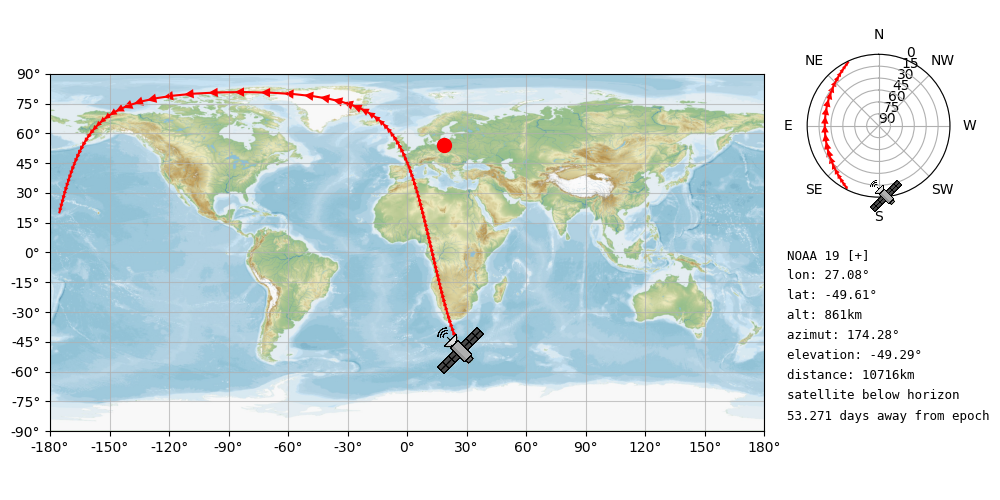 90°
75°
60°
45°
30°
15°
0°
-15°
-30°
-45°
-60°
-75°
-90°
-180° -150° -120° -90° -60° -30° 0° 30° 60° 90° 120° 150° 180°
N
NE
0
NW
15
30
45
60
75
90
E
W
SE
SW
S
NOAA 19 [+]
lon: 27.08°
lat: -49.61°
alt: 861km
azimut: 174.28°
elevation: -49.29°
distance: 10716km
satellite below horizon
53.271 days away from epoch